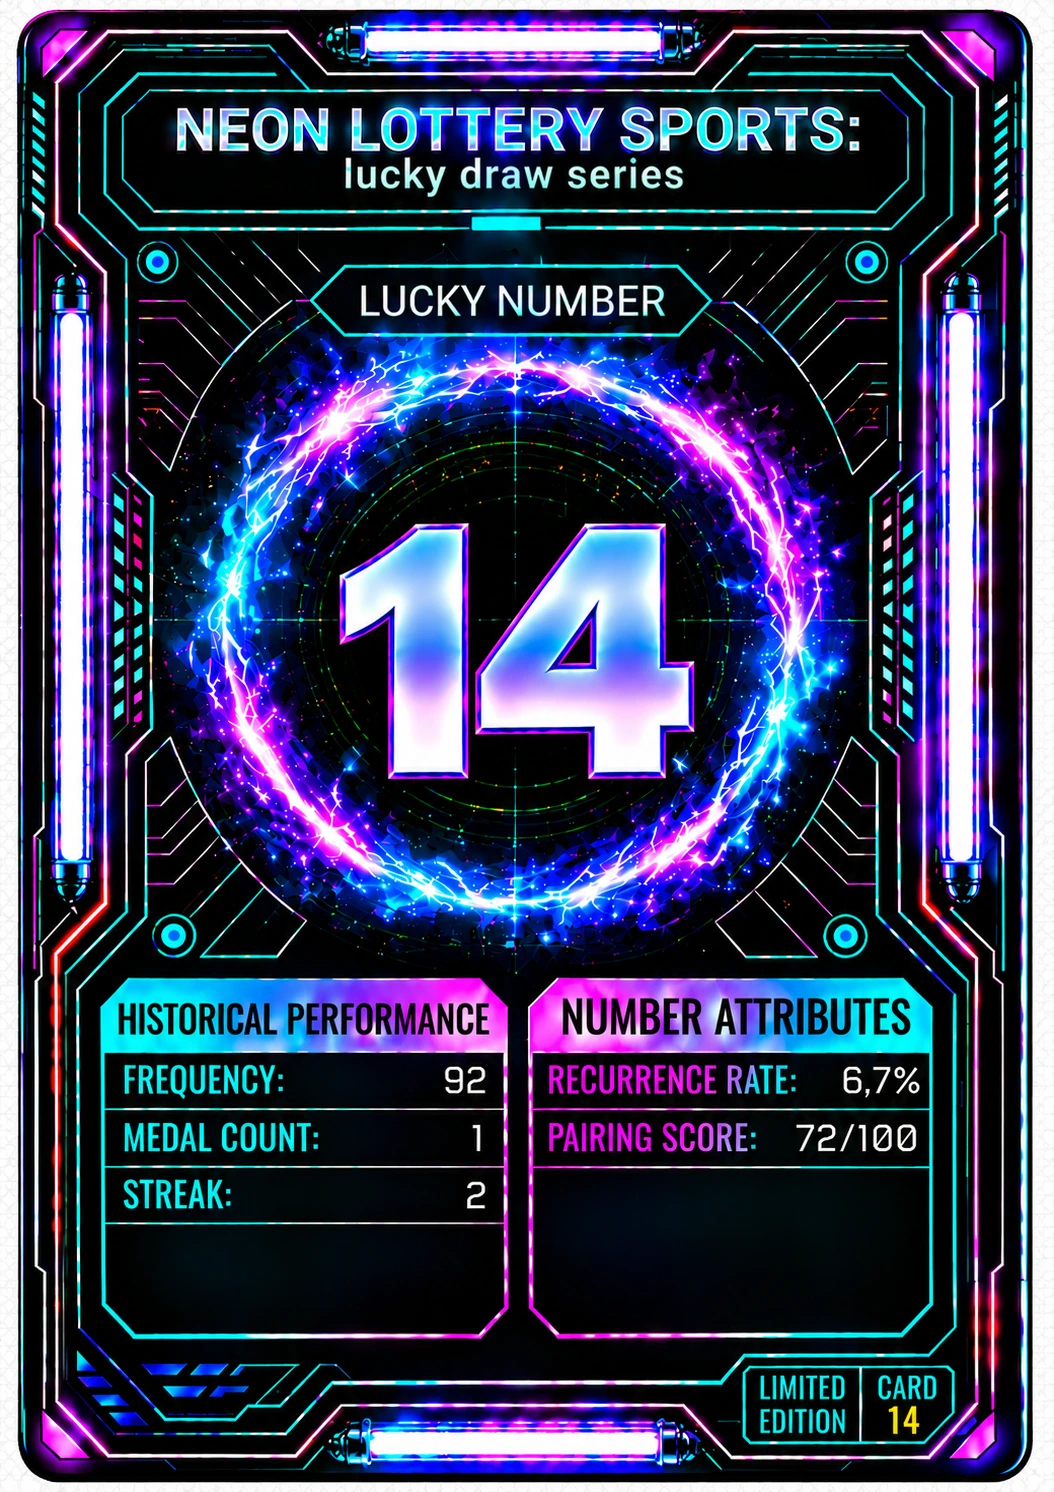 NEON LOTTERY SPORTS:
lucky draw series
LUCKY NUMBER
14
HISTORICAL PERFORMANCE
FREQUENCY: 92
MEDAL COUNT: 1
STREAK: 2
NUMBER ATTRIBUTES
RECURRENCE RATE: 6,7%
PAIRING SCORE: 72/100
LIMITED
EDITION
CARD
14